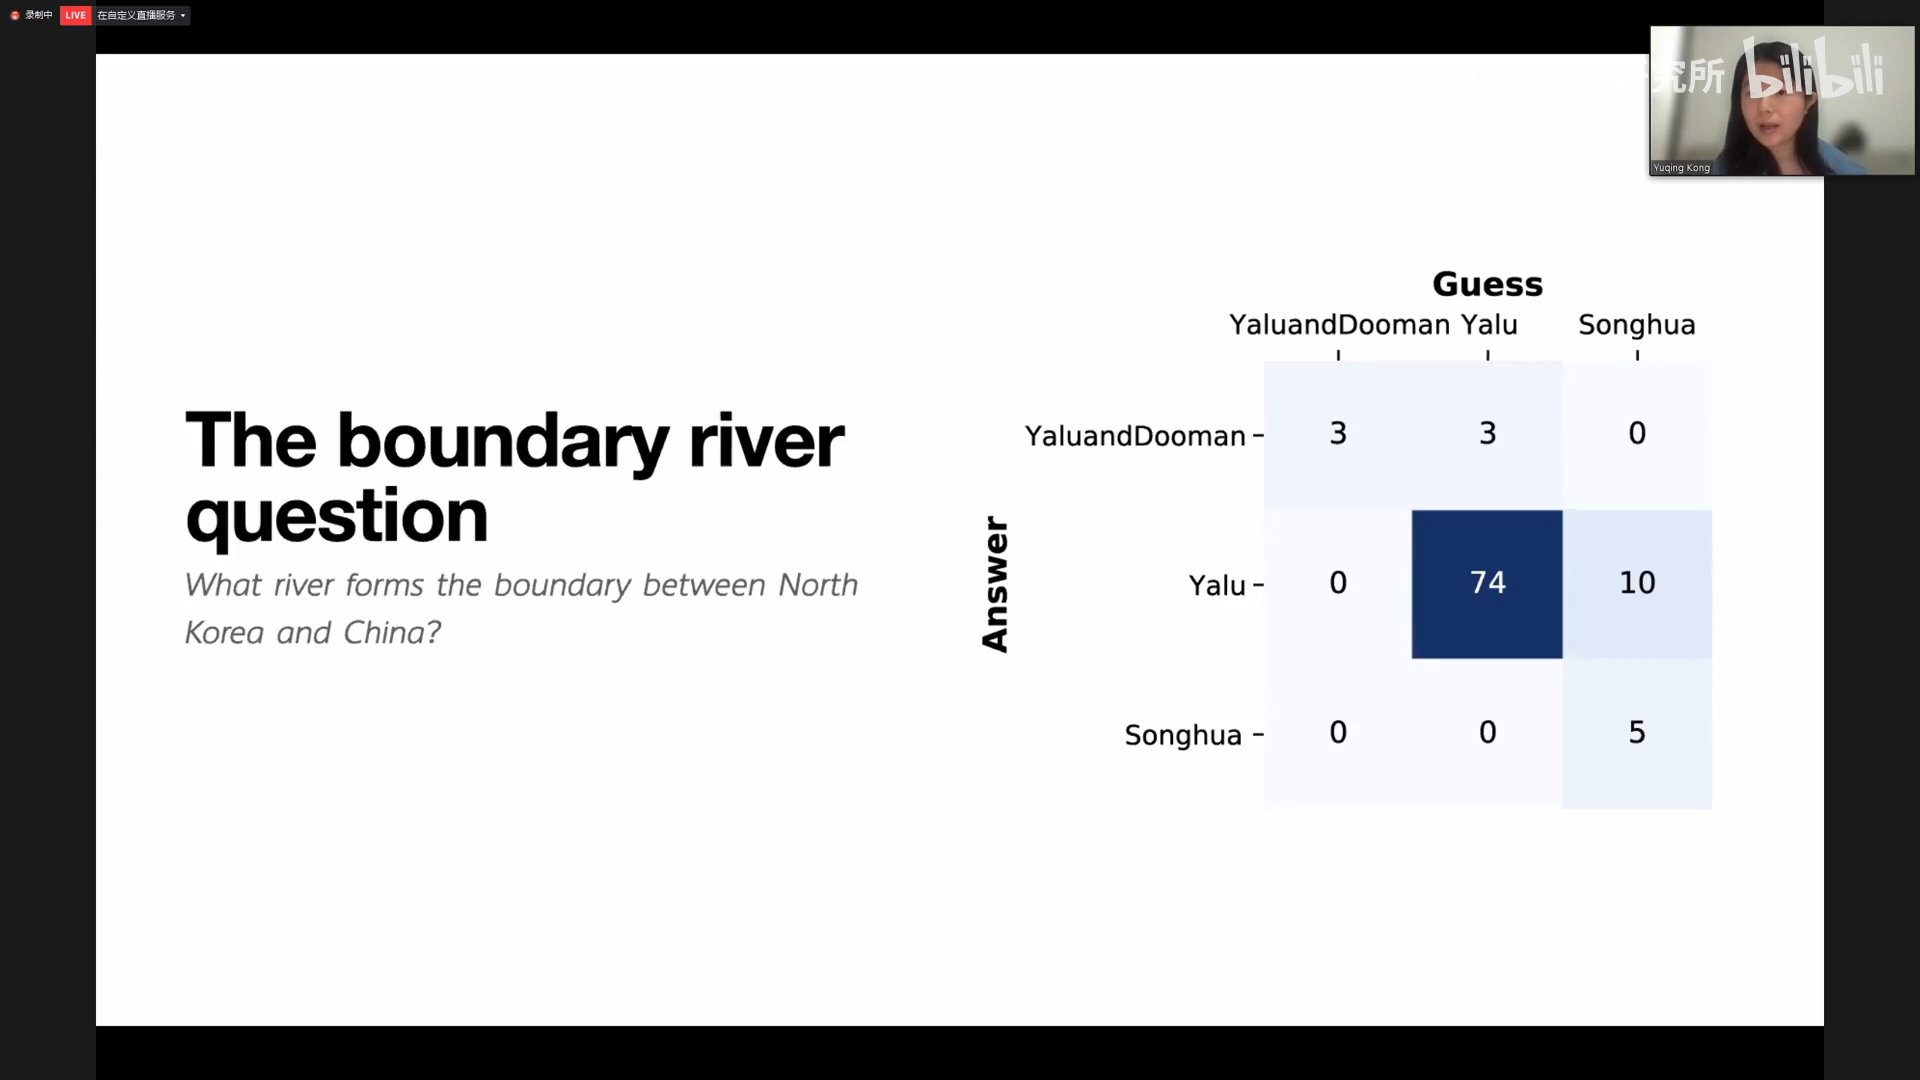 录制中 LIVE 在自定义直播服务
究所 bilibili
Yuqing Kong
The boundary river
question
What river forms the boundary between North
Korea and China?
Guess
YaluandDooman Yalu Songhua
Answer
YaluandDooman 3 3 0
Yalu 0 74 10
Songhua 0 0 5